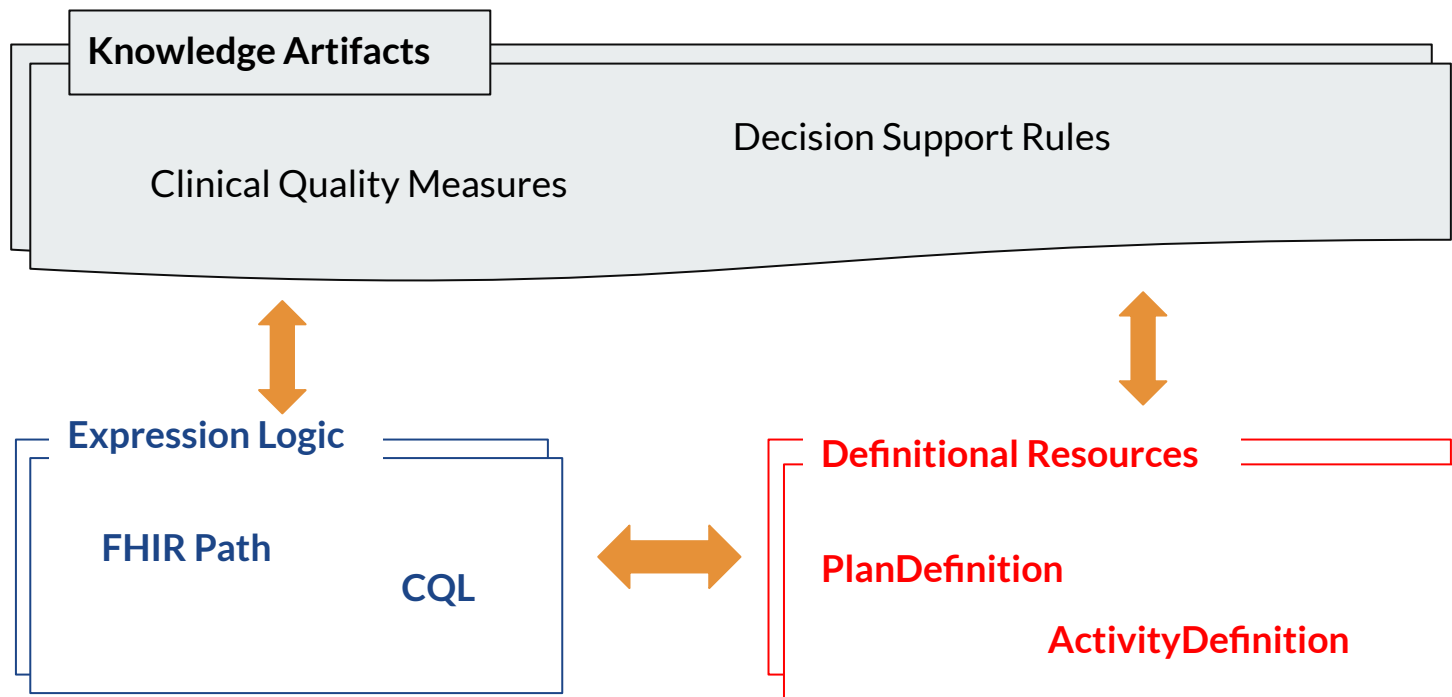 Knowledge Artifacts
Decision Support Rules
Clinical Quality Measures
Expression Logic
FHIR Path
CQL
Definitional Resources
PlanDefinition
ActivityDefinition